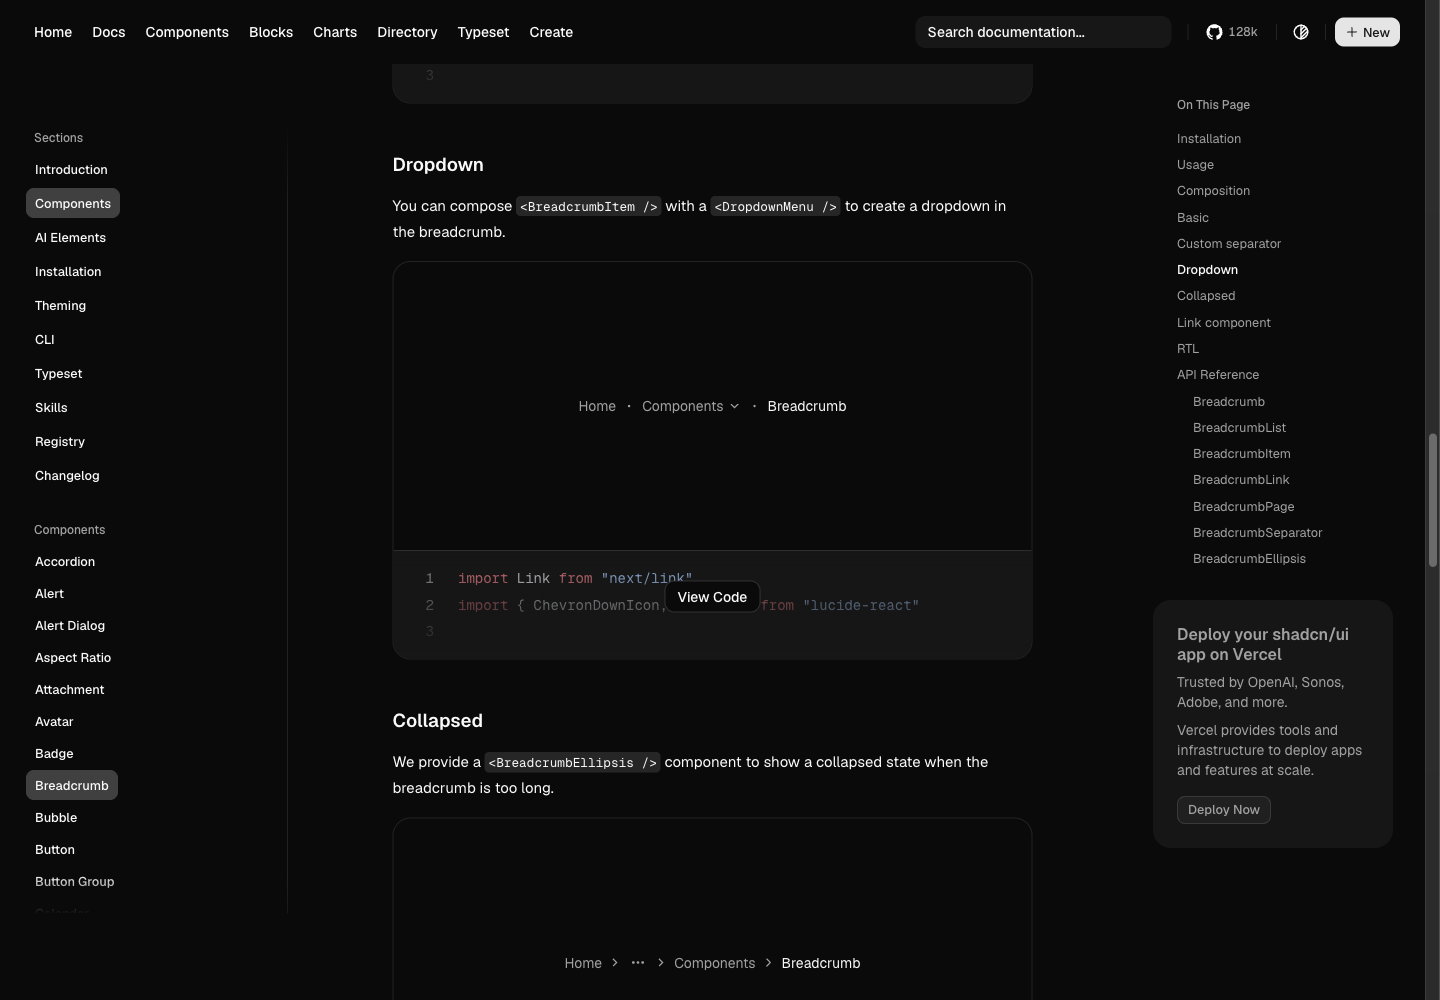 Home Docs Components Blocks Charts Directory Typeset Create
Search documentation...
128k
New
Sections
Introduction
Components
AI Elements
Installation
Theming
CLI
Typeset
Skills
Registry
Changelog
Components
Accordion
Alert
Alert Dialog
Aspect Ratio
Attachment
Avatar
Badge
Breadcrumb
Bubble
Button
Button Group
3
Dropdown
You can compose <BreadcrumbItem /> with a <DropdownMenu /> to create a dropdown in
the breadcrumb.
Home · Components · Breadcrumb
1 import Link from "next/link"
2 import { ChevronDownIcon, from "lucide-react"
View Code
3
Collapsed
We provide a <BreadcrumbEllipsis /> component to show a collapsed state when the
breadcrumb is too long.
Home > ··· > Components > Breadcrumb
On This Page
Installation
Usage
Composition
Basic
Custom separator
Dropdown
Collapsed
Link component
RTL
API Reference
Breadcrumb
BreadcrumbList
BreadcrumbItem
BreadcrumbLink
BreadcrumbPage
BreadcrumbSeparator
BreadcrumbEllipsis
Deploy your shadcn/ui
app on Vercel
Trusted by OpenAI, Sonos,
Adobe, and more.
Vercel provides tools and
infrastructure to deploy apps
and features at scale.
Deploy Now